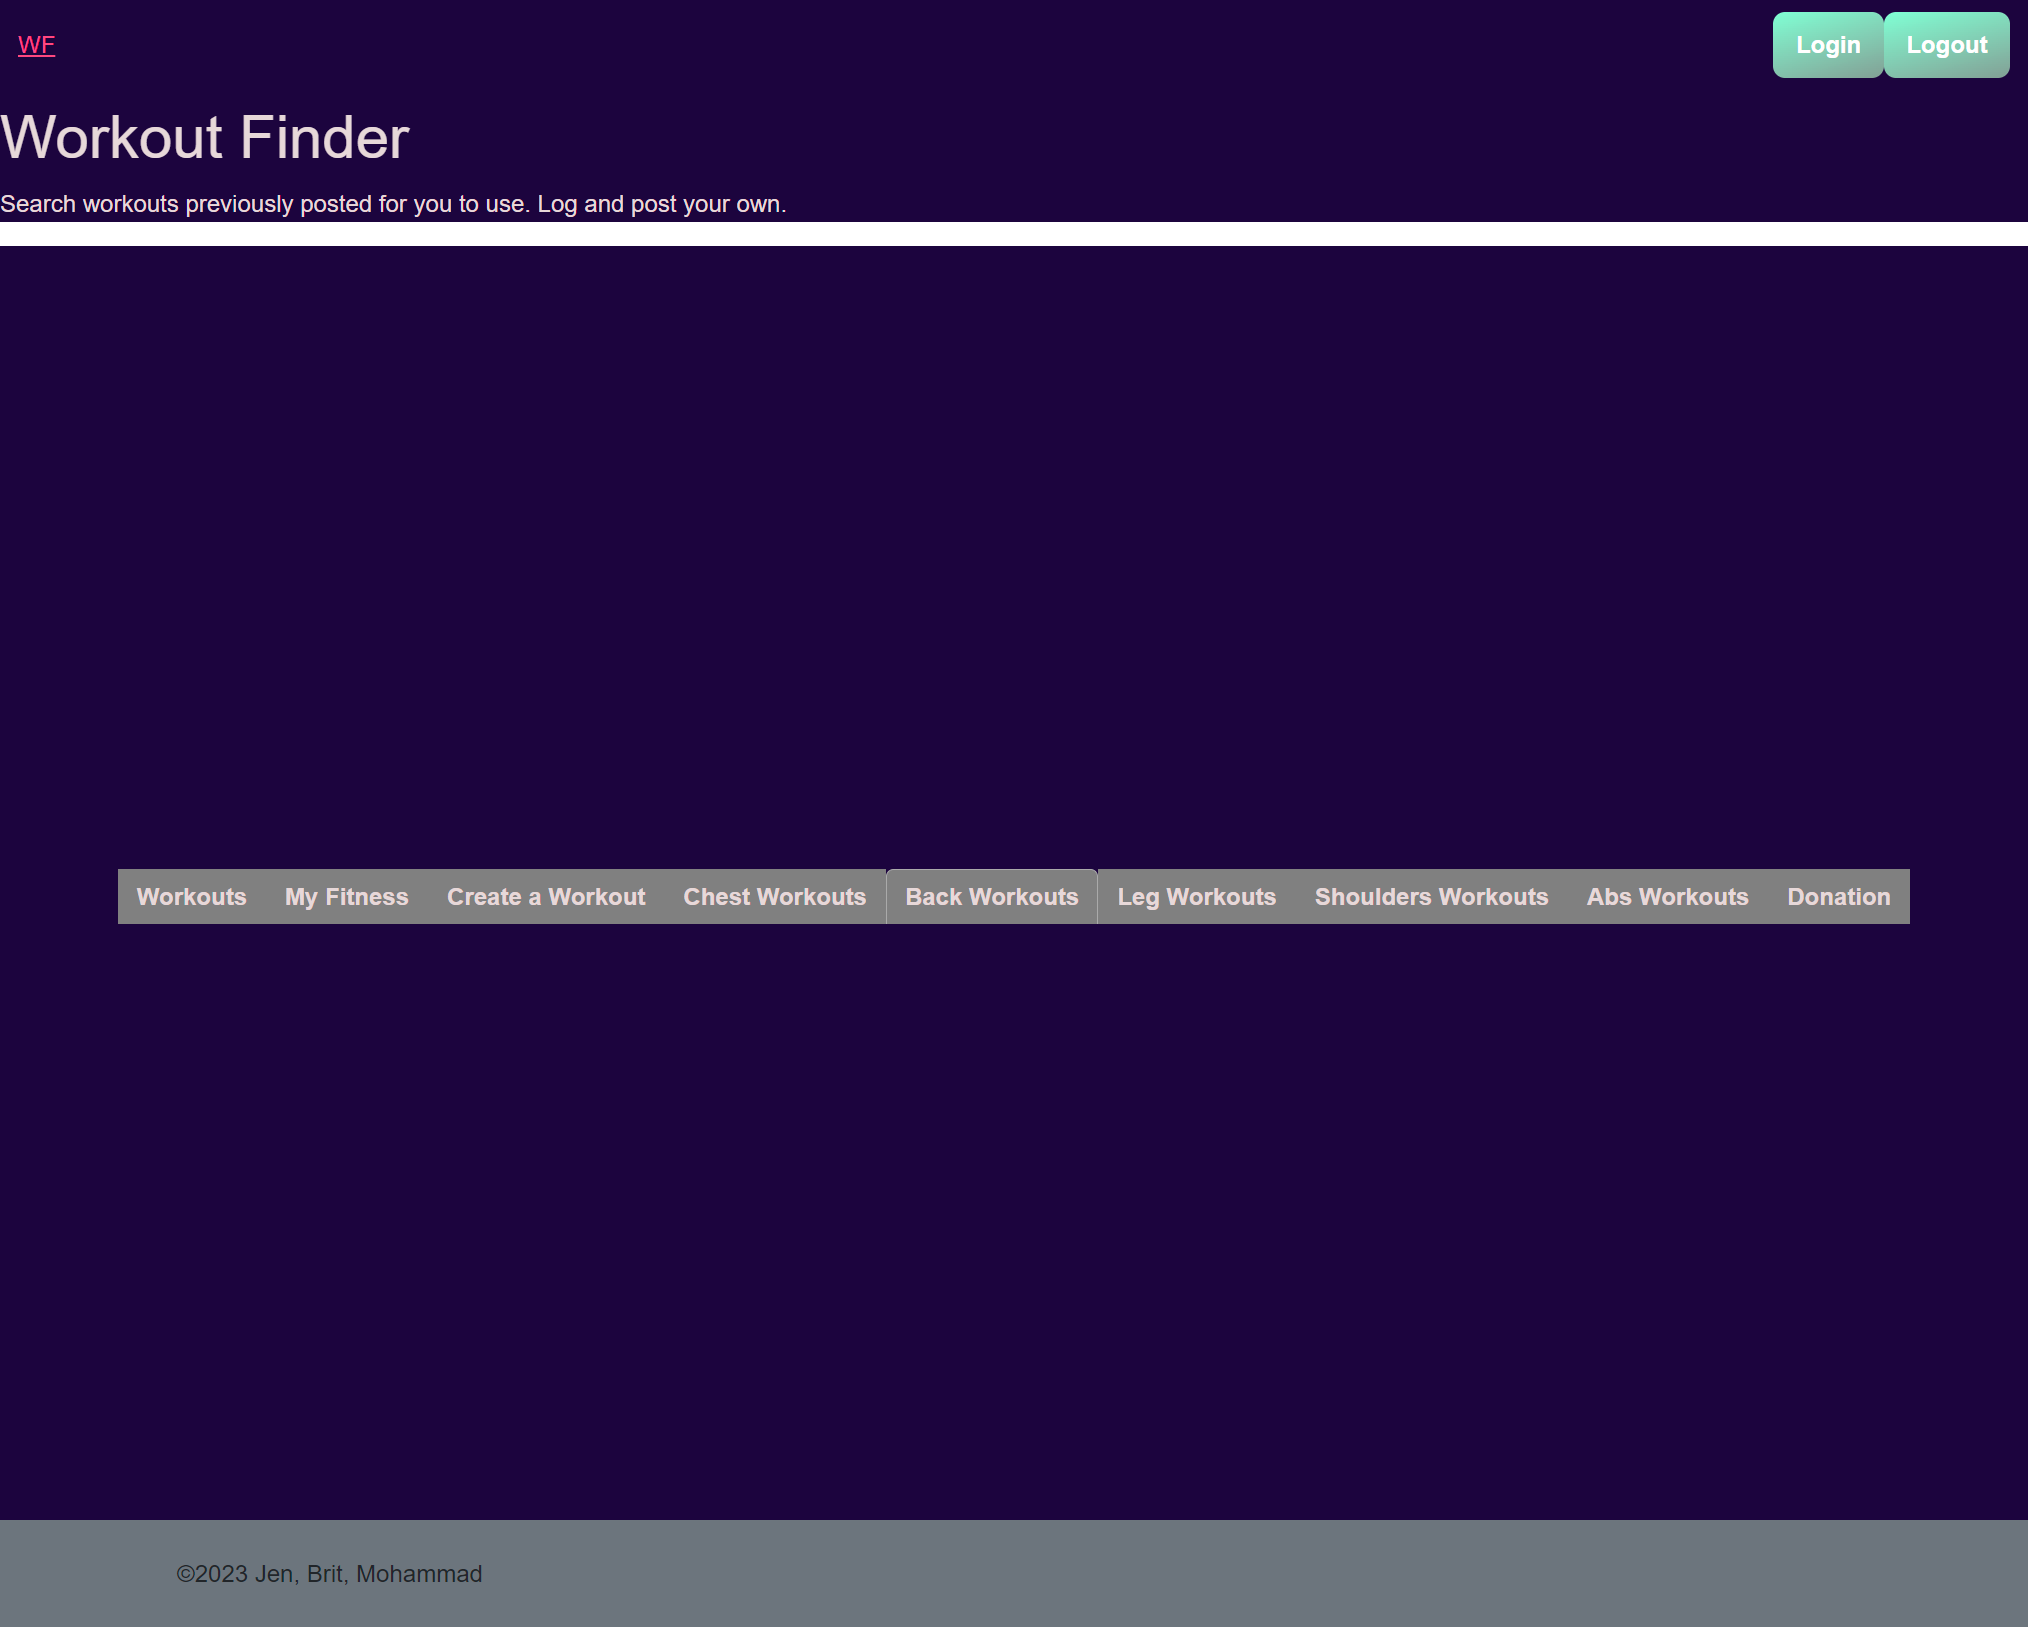 WF
Login Logout
Workout Finder
Search workouts previously posted for you to use. Log and post your own.
Workouts My Fitness Create a Workout Chest Workouts Back Workouts Leg Workouts Shoulders Workouts Abs Workouts Donation
©2023 Jen, Brit, Mohammad